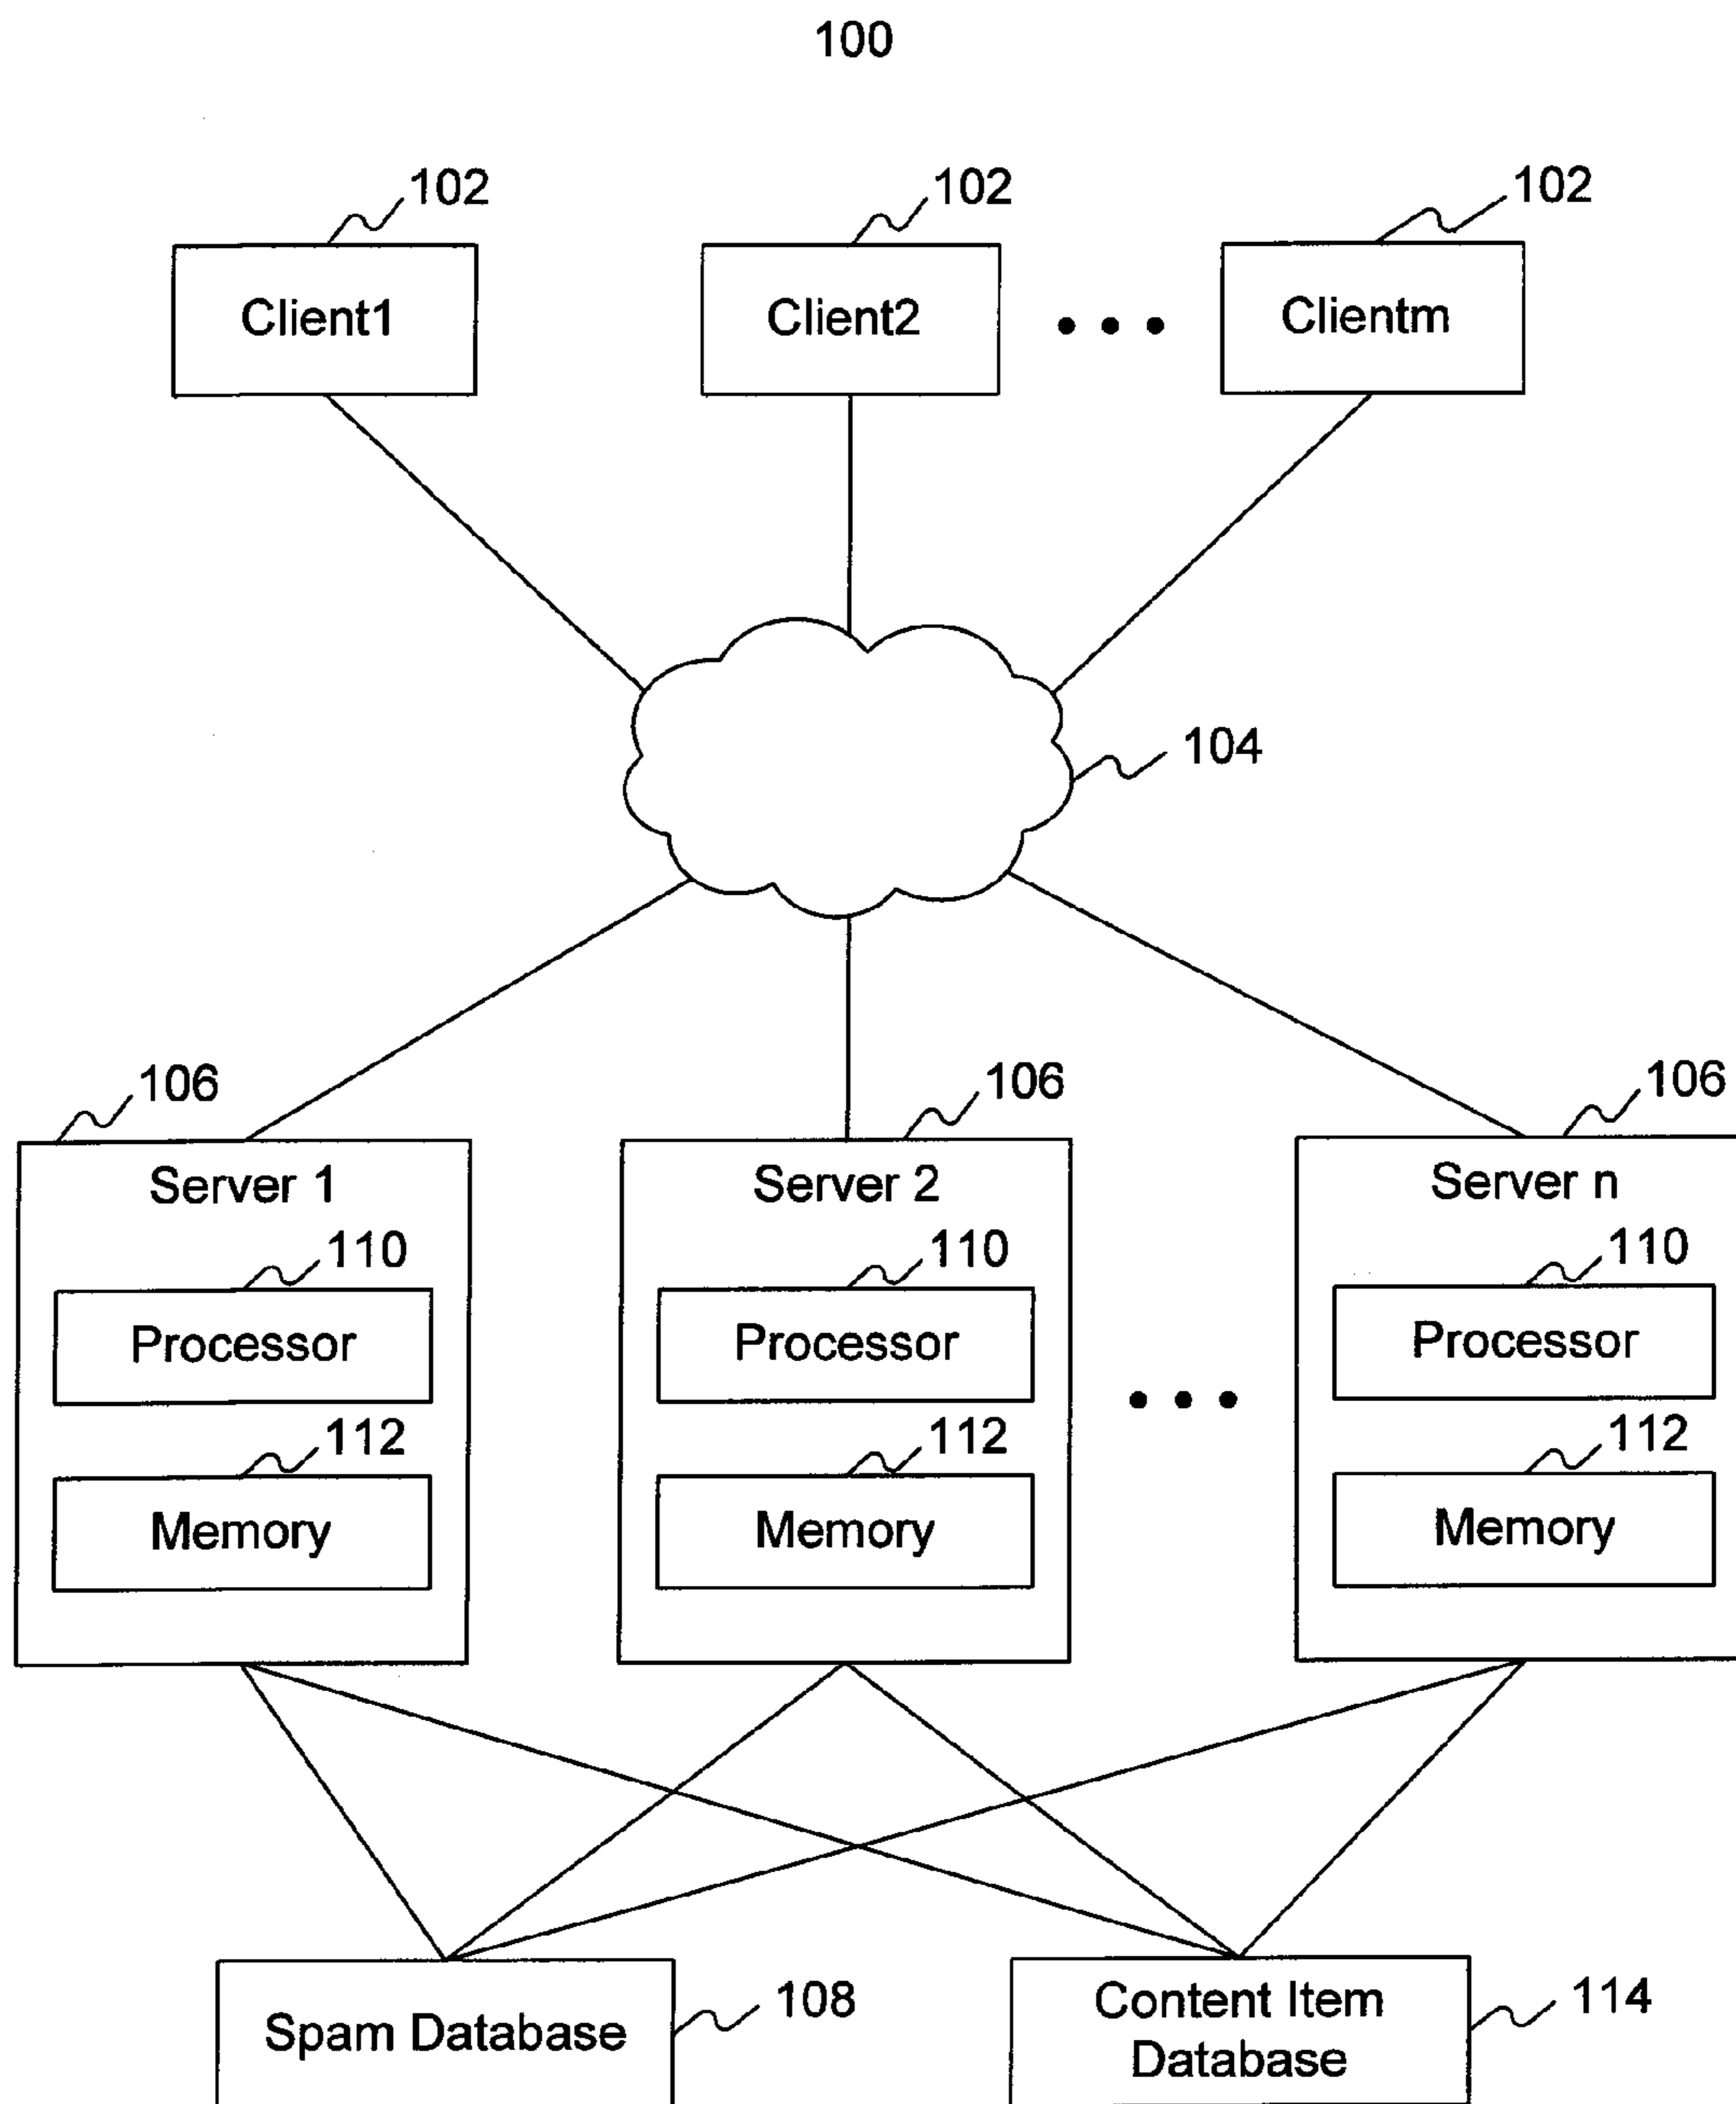 100
102
102
102
Client1
Client2
Clientm
104
106
106
106
Server 1
Server 2
Server n
110
110
110
Processor
Processor
Processor
112
112
112
Memory
Memory
Memory
108
114
Spam Database
Content Item
Database